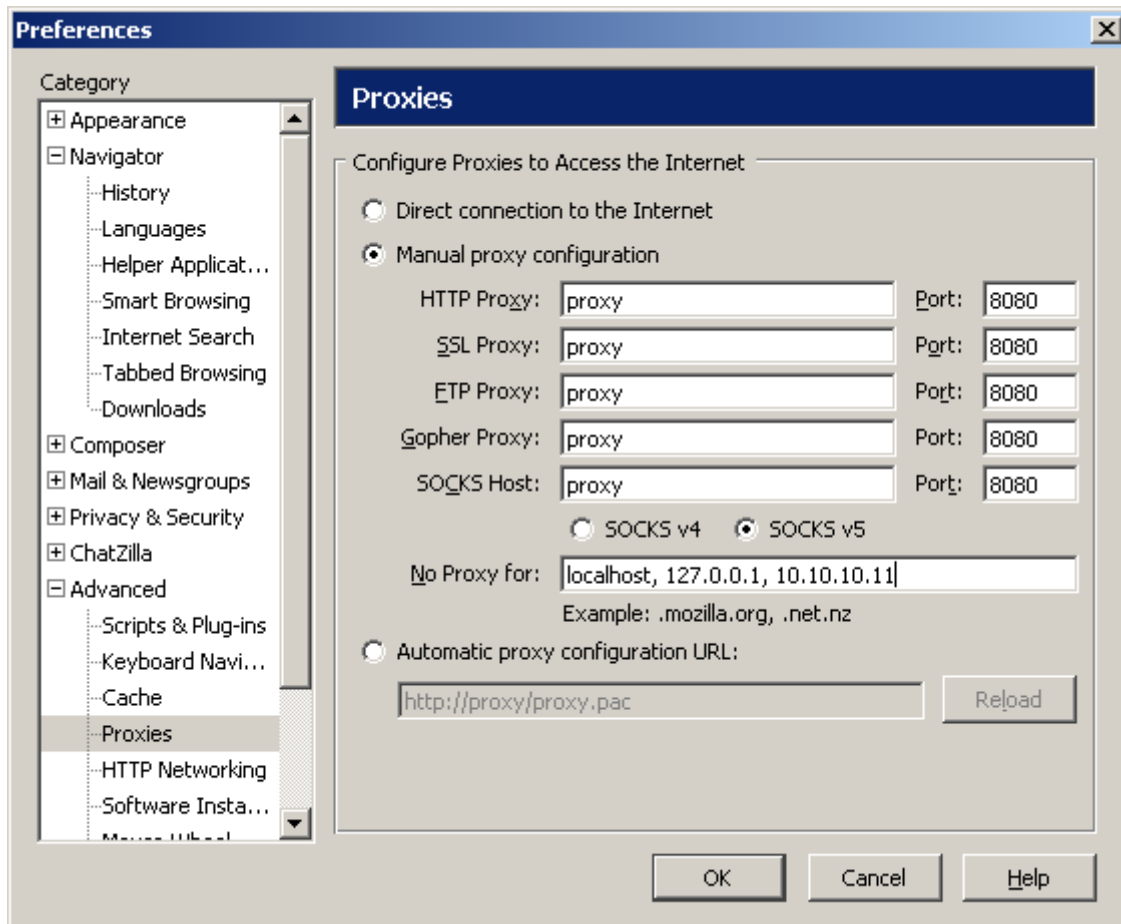 Preferences
Category
Appearance
Navigator
History
Languages
Helper Applicat...
Smart Browsing
Internet Search
Tabbed Browsing
Downloads
Composer
Mail & Newsgroups
Privacy & Security
ChatZilla
Advanced
Scripts & Plug-ins
Keyboard Navi...
Cache
Proxies
HTTP Networking
Software Insta...
Mouse Wheel
Proxies
Configure Proxies to Access the Internet
Direct connection to the Internet
Manual proxy configuration
HTTP Proxy: proxy Port: 8080
SSL Proxy: proxy Port: 8080
FTP Proxy: proxy Port: 8080
Gopher Proxy: proxy Port: 8080
SOCKS Host: proxy Port: 8080
SOCKS v4 SOCKS v5
No Proxy for: localhost, 127.0.0.1, 10.10.10.11
Example: .mozilla.org, .net.nz
Automatic proxy configuration URL:
http://proxy/proxy.pac Reload
OK Cancel Help